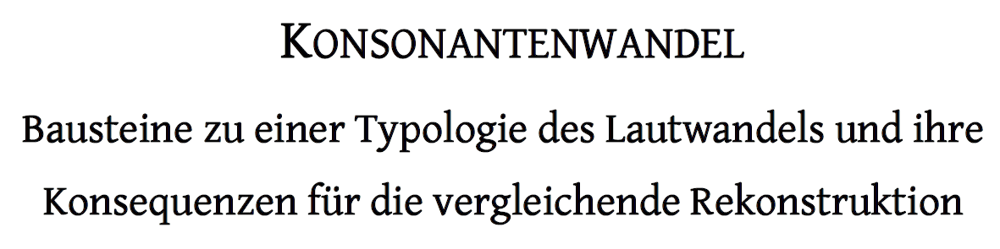 KONSONANTENWANDEL
Bausteine zu einer Typologie des Lautwandels und ihre
Konsequenzen für die vergleichende Rekonstruktion